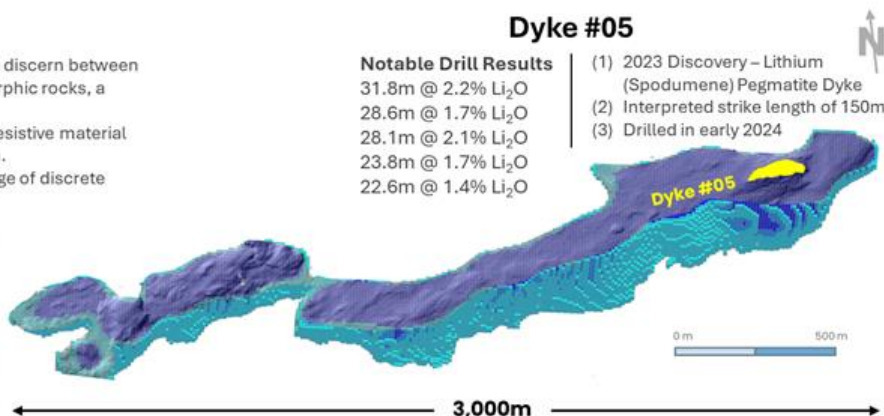 Dyke #05
N
discern between
rphic rocks, a
esistive material
ge of discrete
Notable Drill Results
31.8m @ 2.2% Li₂O
28.6m @ 1.7% Li₂O
28.1m @ 2.1% Li₂O
23.8m @ 1.7% Li₂O
22.6m @ 1.4% Li₂O
(1) 2023 Discovery – Lithium
(Spodumene) Pegmatite Dyke
(2) Interpreted strike length of 150m
(3) Drilled in early 2024
Dyke #05
0 m 500 m
3,000m